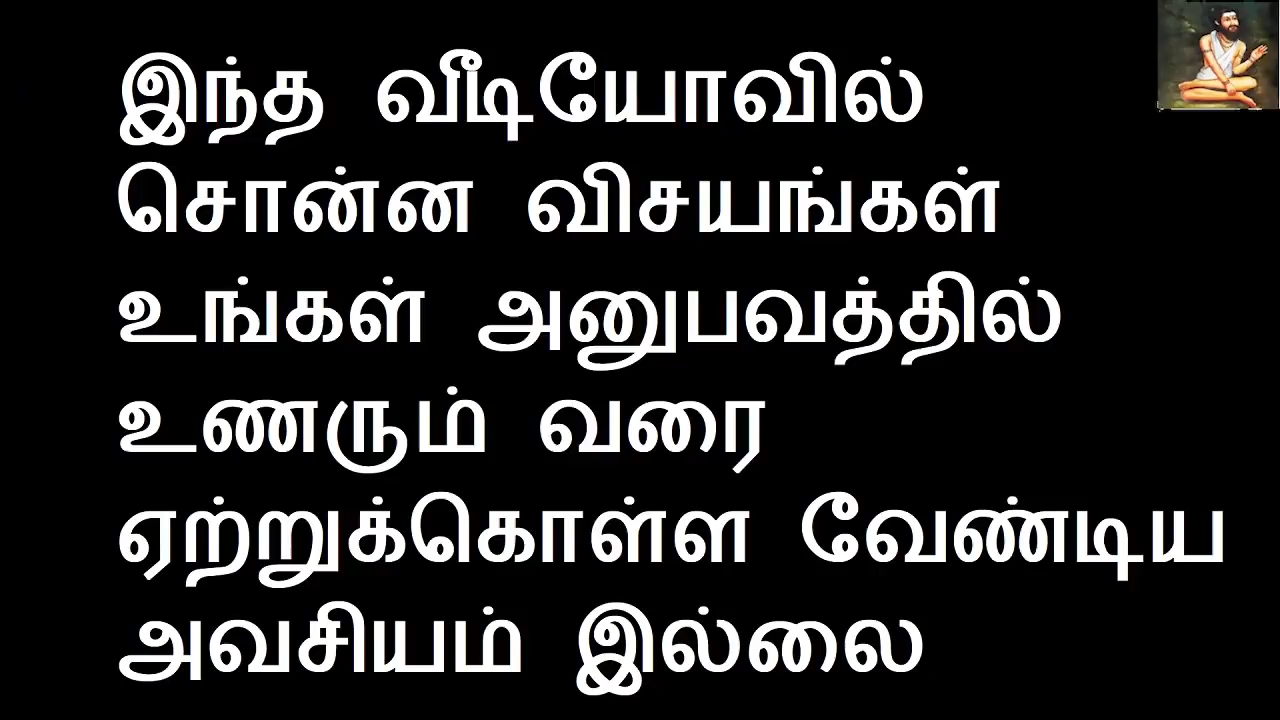 இந்த வீடியோவில்
சொன்ன விசயங்கள்
உங்கள் அனுபவத்தில்
உணரும் வரை
ஏற்றுக்கொள்ள வேண்டிய
அவசியம் இல்லை